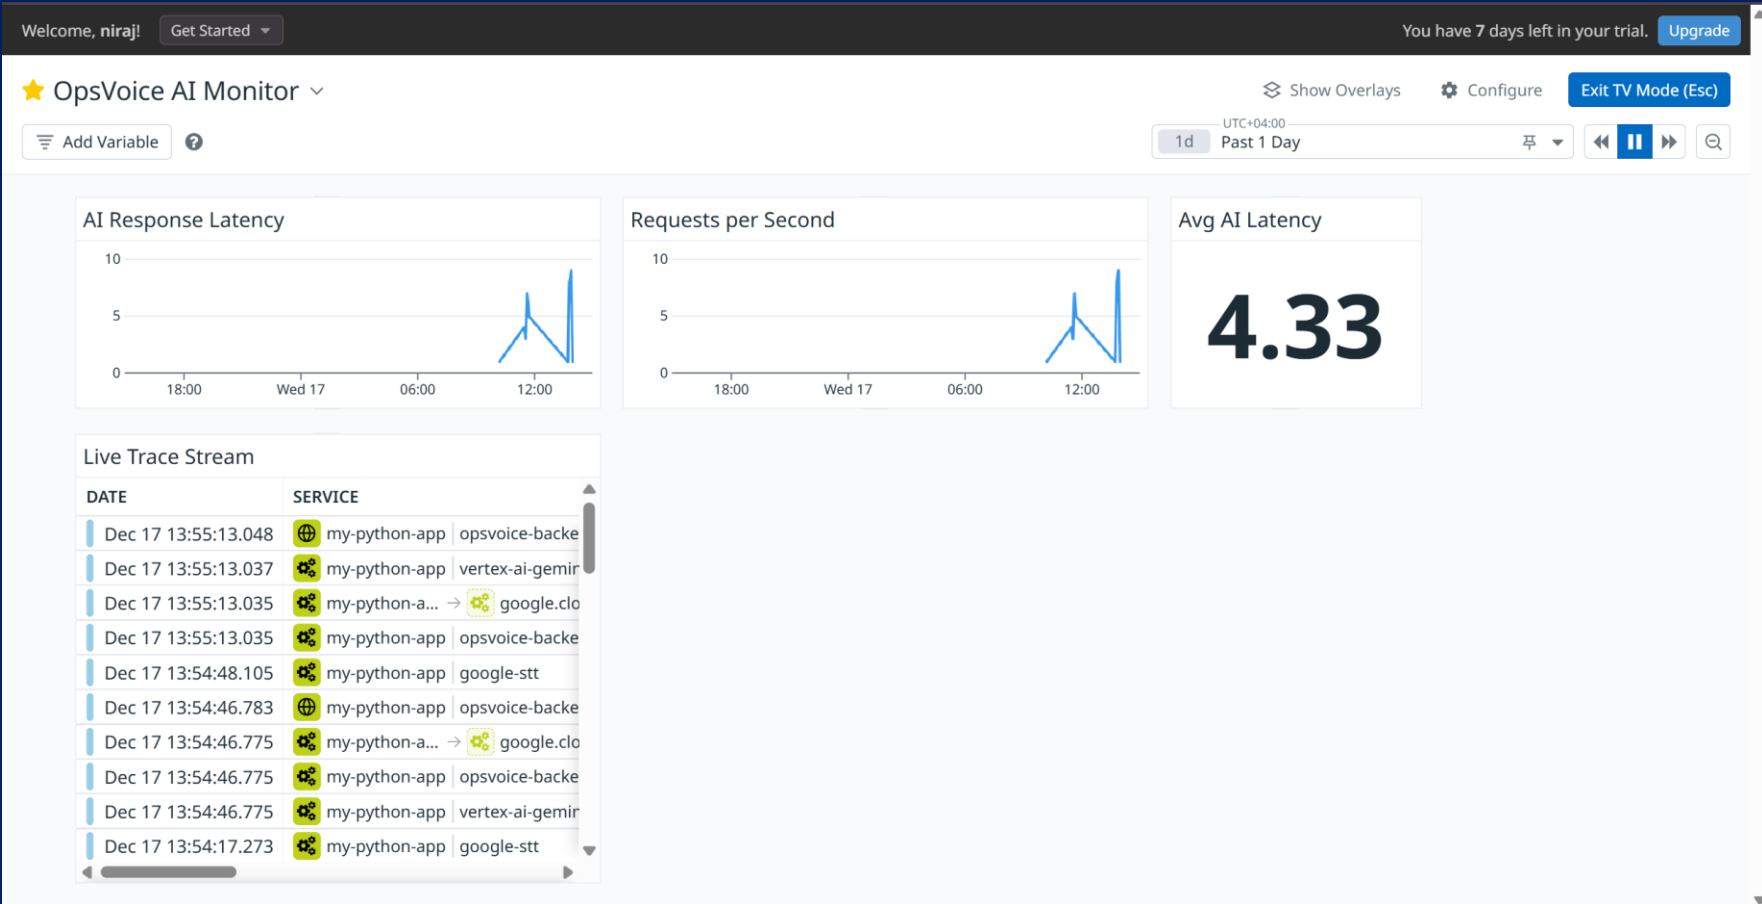 Welcome, niraj! Get Started You have 7 days left in your trial. Upgrade
OpsVoice AI Monitor Show Overlays Configure Exit TV Mode (Esc)
UTC+04:00
Add Variable ? 1d Past 1 Day
AI Response Latency
10
5
0
18:00 Wed 17 06:00 12:00
Requests per Second
10
5
0
18:00 Wed 17 06:00 12:00
Avg AI Latency
4.33
Live Trace Stream
DATE SERVICE
Dec 17 13:55:13.048 my-python-app opsvoice-backe
Dec 17 13:55:13.037 my-python-app vertex-ai-gemin
Dec 17 13:55:13.035 my-python-a... → google.clo
Dec 17 13:55:13.035 my-python-app opsvoice-backe
Dec 17 13:54:48.105 my-python-app google-stt
Dec 17 13:54:46.783 my-python-app opsvoice-backe
Dec 17 13:54:46.775 my-python-a... → google.clo
Dec 17 13:54:46.775 my-python-app opsvoice-backe
Dec 17 13:54:46.775 my-python-app vertex-ai-gemin
Dec 17 13:54:17.273 my-python-app google-stt